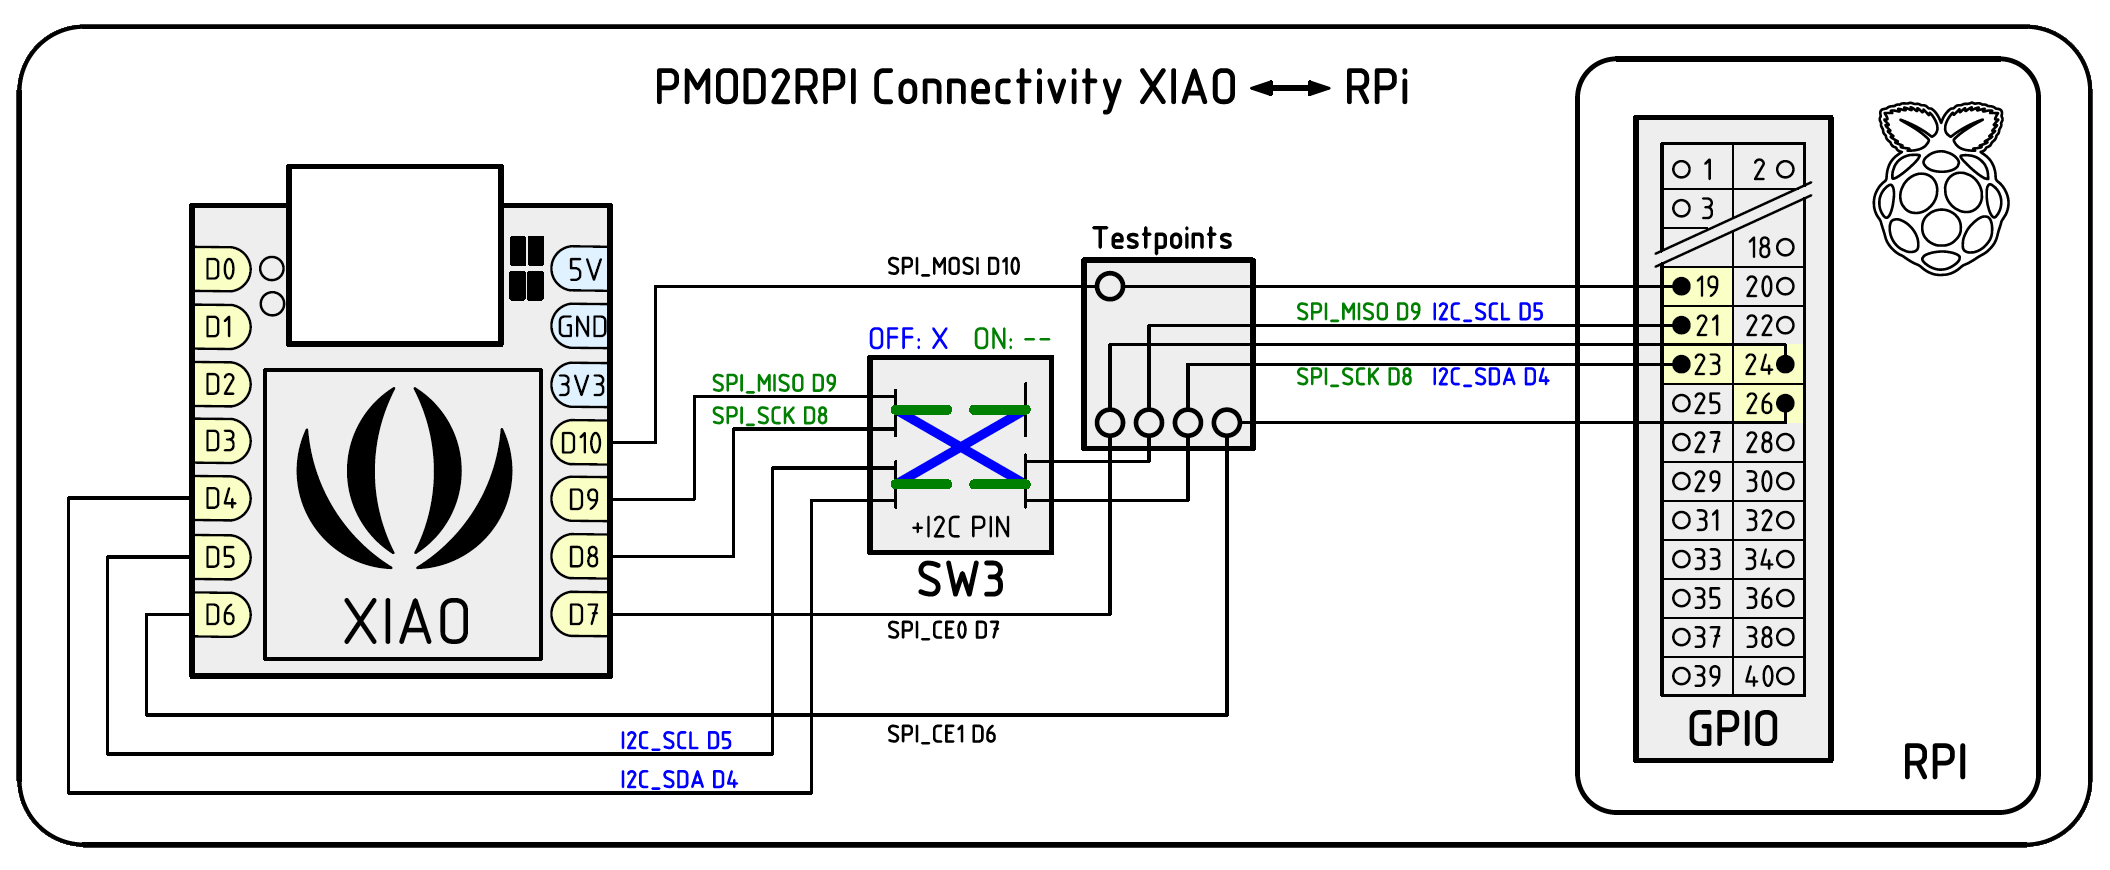 PMOD2RPI Connectivity XIAO RPi
D0
D1
D2
D3
D4
D5
D6
5V
GND
3V3
D10
D9
D8
D7
XIAO
SPI_MOSI D10
SPI_MISO D9
SPI_SCK D8
OFF: X ON: --
+I2C PIN
SW3
SPI_CE0 D7
SPI_CE1 D6
I2C_SCL D5
I2C_SDA D4
Testpoints
SPI_MISO D9 I2C_SCL D5
SPI_SCK D8 I2C_SDA D4
1 2
3
18
19 20
21 22
23 24
25 26
27 28
29 30
31 32
33 34
35 36
37 38
39 40
GPIO
RPI